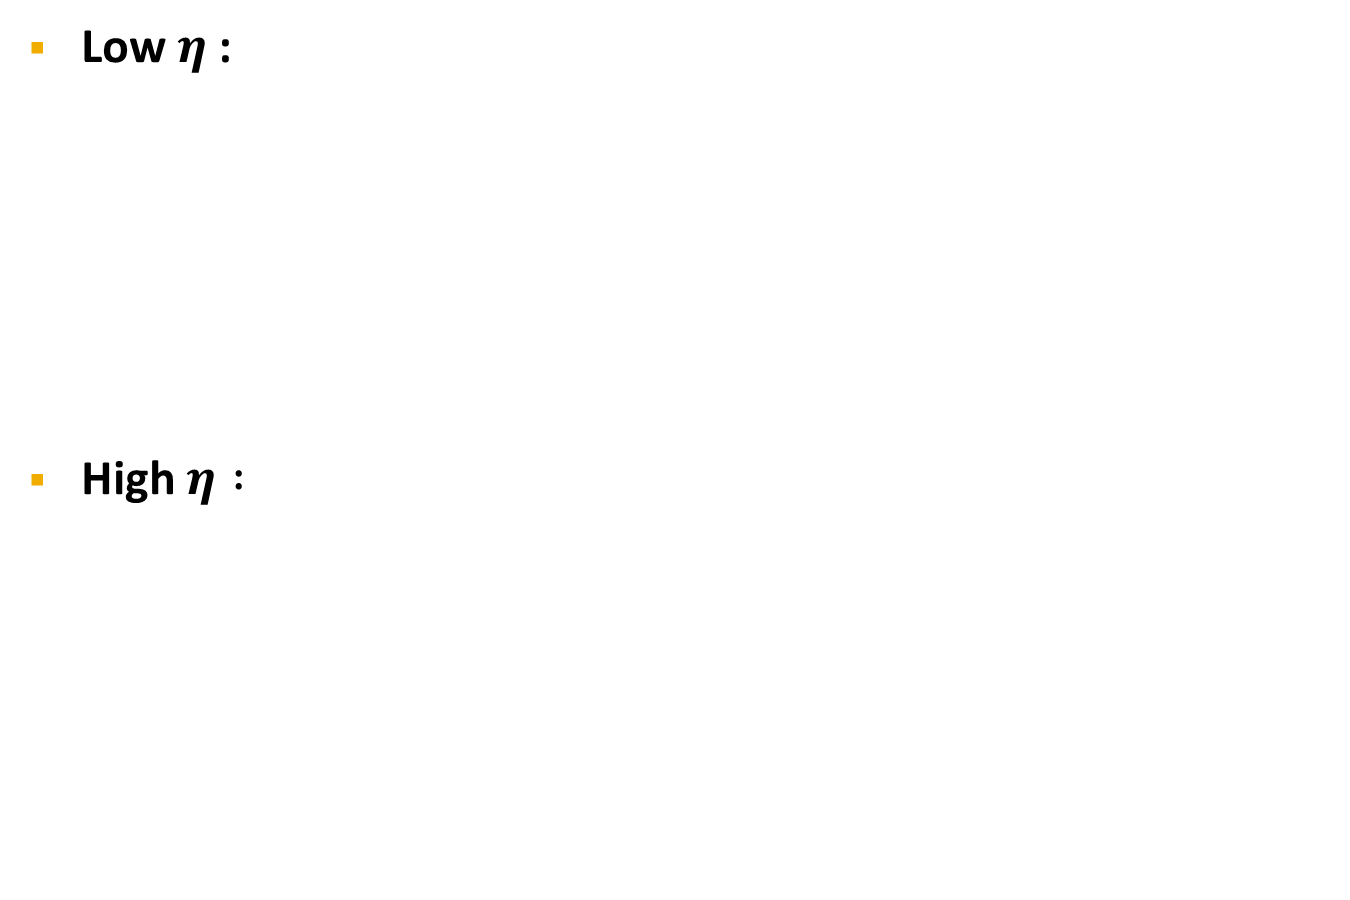 ▪ Low 𝜼 :
▪ High 𝜼 :